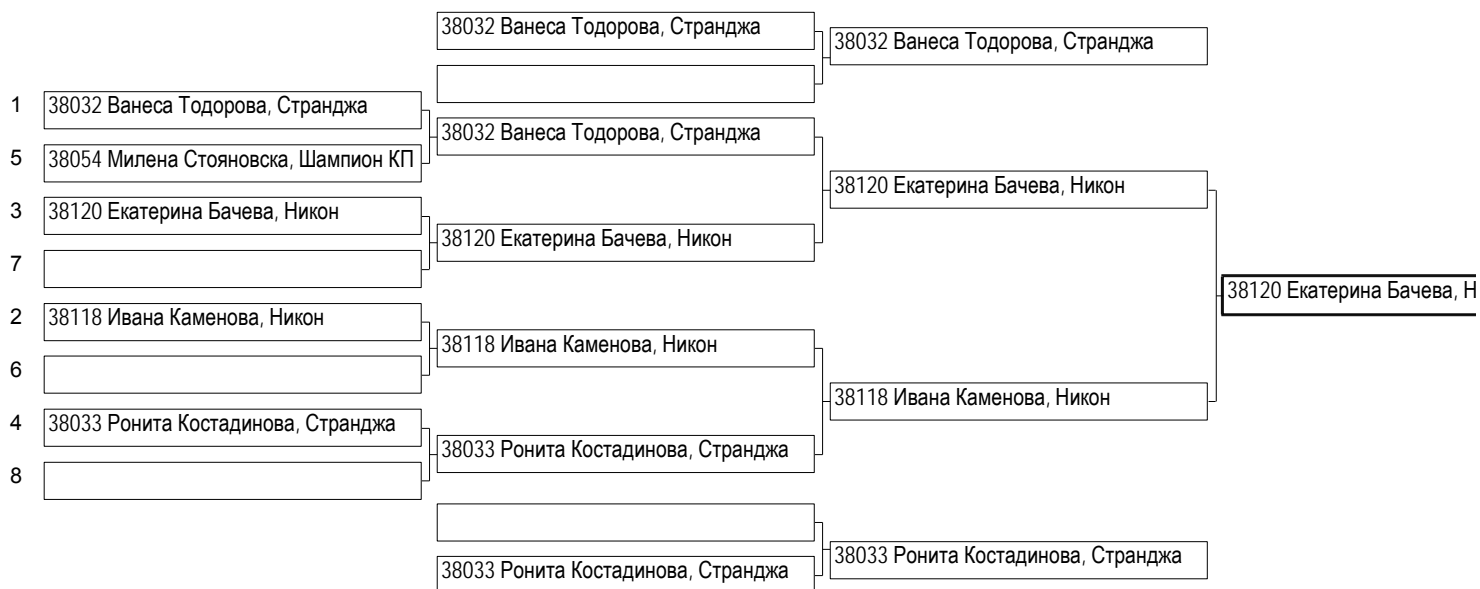 38032 Ванеса Тодорова, Странджа
38032 Ванеса Тодорова, Странджа
1 38032 Ванеса Тодорова, Странджа
38032 Ванеса Тодорова, Странджа
5 38054 Милена Стояновска, Шампион КП
38120 Екатерина Бачева, Никон
3 38120 Екатерина Бачева, Никон
38120 Екатерина Бачева, Никон
7
38120 Екатерина Бачева, Н
2 38118 Ивана Каменова, Никон
38118 Ивана Каменова, Никон
6
38118 Ивана Каменова, Никон
4 38033 Ронита Костадинова, Странджа
38033 Ронита Костадинова, Странджа
8
38033 Ронита Костадинова, Странджа
38033 Ронита Костадинова, Странджа